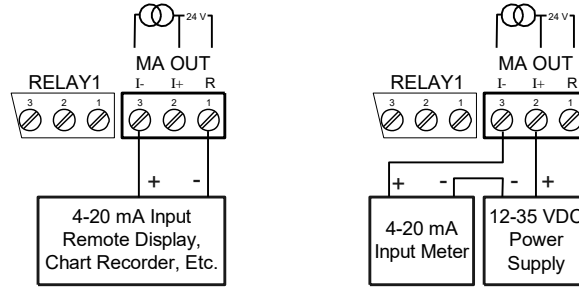 24 V
MA OUT
RELAY1 I- I+ R
3 2 1 3 2 1
+ -
4-20 mA Input
Remote Display,
Chart Recorder, Etc.
24 V
MA OUT
RELAY1 I- I+ R
3 2 1 3 2 1
+ - - +
4-20 mA
Input Meter
12-35 VDC
Power
Supply